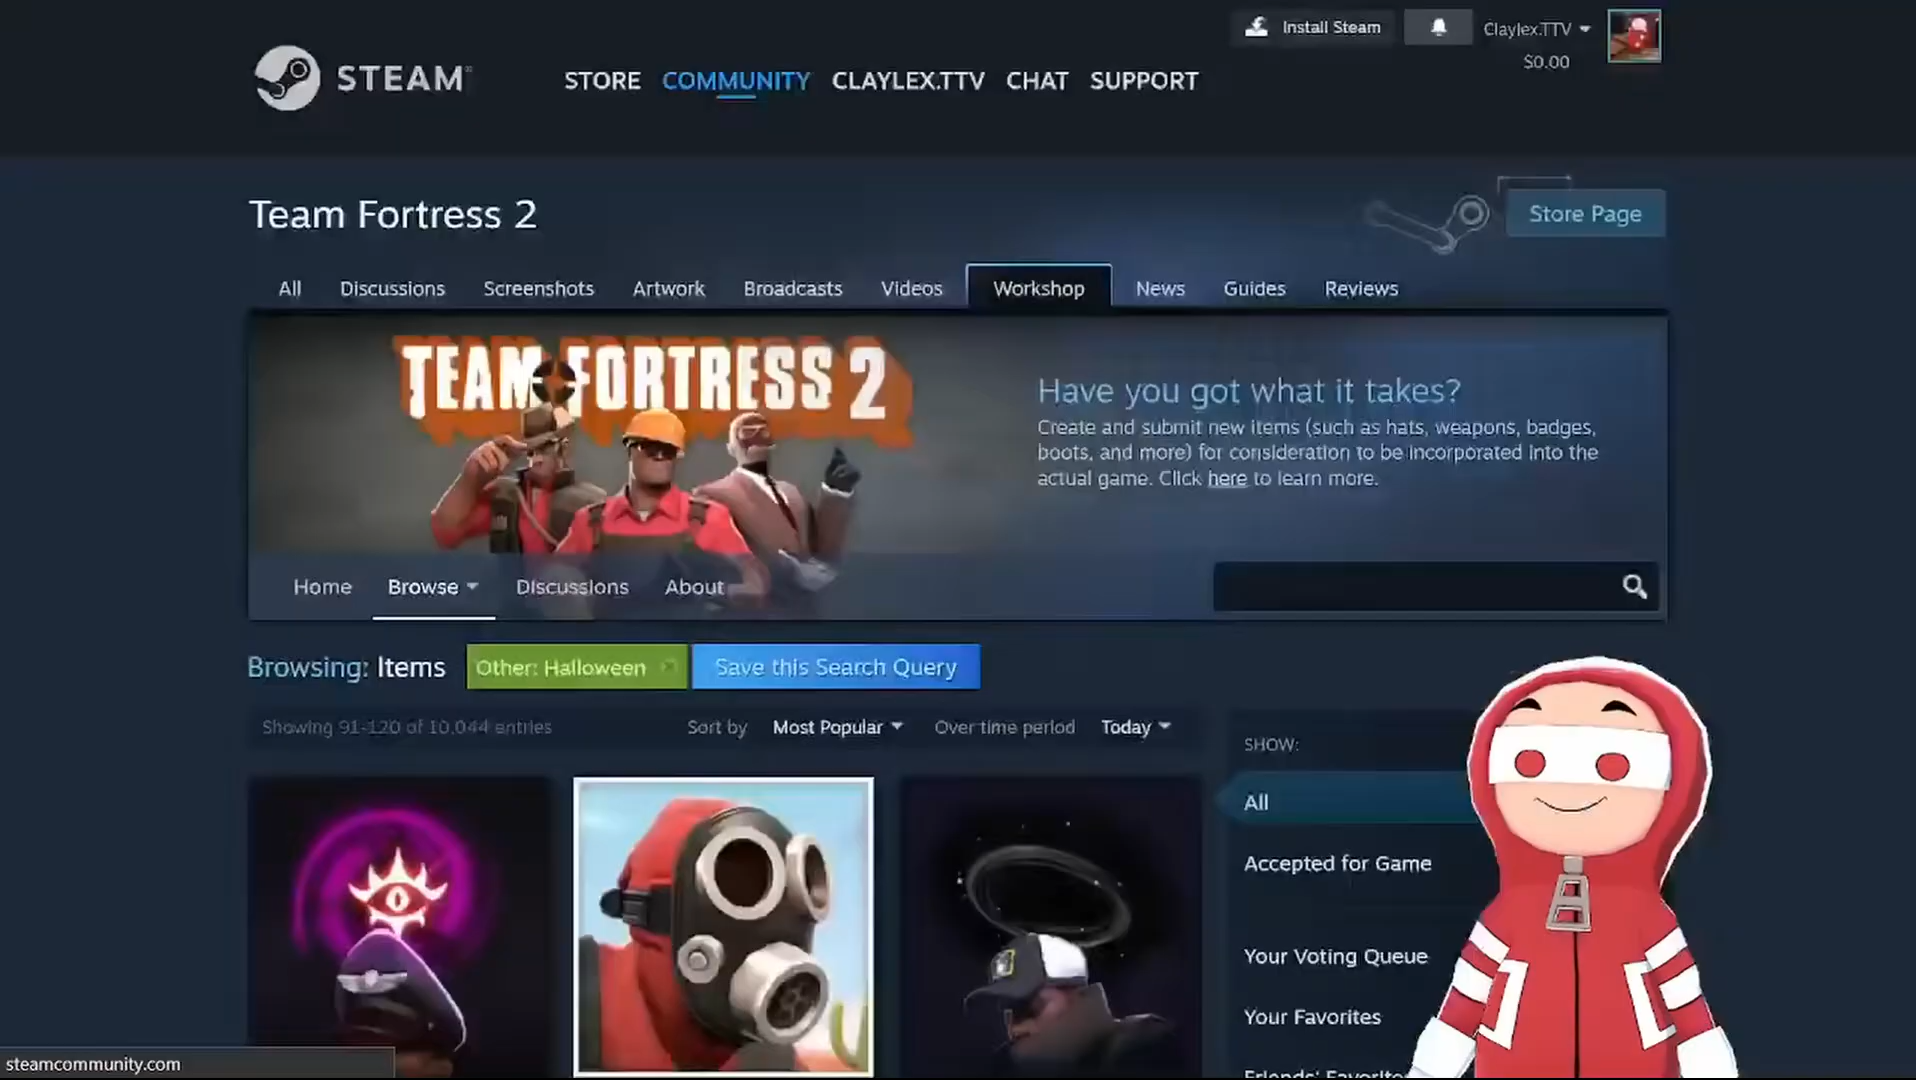 Install Steam
Claylex.TTV
$0.00
STEAM
STORE COMMUNITY CLAYLEX.TTV CHAT SUPPORT
Team Fortress 2
Store Page
All Discussions Screenshots Artwork Broadcasts Videos Workshop News Guides Reviews
TEAM FORTRESS 2
Have you got what it takes?
Create and submit new items (such as hats, weapons, badges,
boots, and more) for consideration to be incorporated into the
actual game. Click here to learn more.
Home Browse Discussions About
Browsing: Items Other: Halloween Save this Search Query
Showing 91-120 of 10,044 entries Sort by Most Popular Over time period Today
SHOW:
All
Accepted for Game
Your Voting Queue
Your Favorites
Friends' Favorites
steamcommunity.com